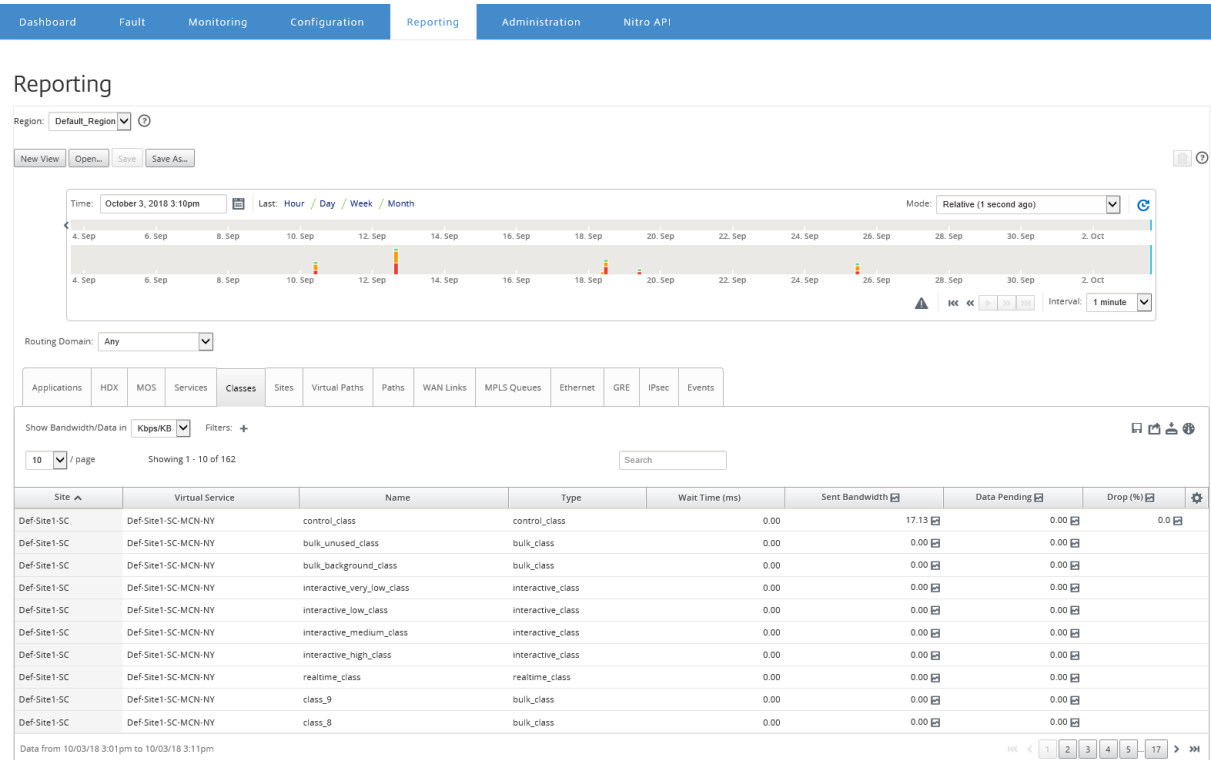 Dashboard Fault Monitoring Configuration Reporting Administration Nitro API
Reporting
Region: Default_Region
New View Open... Save Save As...
Time: October 3, 2018 3:10pm Last: Hour / Day / Week / Month Mode: Relative (1 second ago)
4. Sep 6. Sep 8. Sep 10. Sep 12. Sep 14. Sep 16. Sep 18. Sep 20. Sep 22. Sep 24. Sep 26. Sep 28. Sep 30. Sep 2. Oct
4. Sep 6. Sep 8. Sep 10. Sep 12. Sep 14. Sep 16. Sep 18. Sep 20. Sep 22. Sep 24. Sep 26. Sep 28. Sep 30. Sep 2. Oct
Interval: 1 minute
Routing Domain: Any
Applications HDX MOS Services Classes Sites Virtual Paths Paths WAN Links MPLS Queues Ethernet GRE IPsec Events
Show Bandwidth/Data in Kbps/KB Filters: +
10 / page Showing 1 - 10 of 162 Search
Site Virtual Service Name Type Wait Time (ms) Sent Bandwidth Data Pending Drop (%)
Def-Site1-SC Def-Site1-SC-MCN-NY control_class control_class 0.00 17.13 0.00 0.0
Def-Site1-SC Def-Site1-SC-MCN-NY bulk_unused_class bulk_class 0.00 0.00 0.00
Def-Site1-SC Def-Site1-SC-MCN-NY bulk_background_class bulk_class 0.00 0.00 0.00
Def-Site1-SC Def-Site1-SC-MCN-NY interactive_very_low_class interactive_class 0.00 0.00 0.00
Def-Site1-SC Def-Site1-SC-MCN-NY interactive_low_class interactive_class 0.00 0.00 0.00
Def-Site1-SC Def-Site1-SC-MCN-NY interactive_medium_class interactive_class 0.00 0.00 0.00
Def-Site1-SC Def-Site1-SC-MCN-NY interactive_high_class interactive_class 0.00 0.00 0.00
Def-Site1-SC Def-Site1-SC-MCN-NY realtime_class realtime_class 0.00 0.00 0.00
Def-Site1-SC Def-Site1-SC-MCN-NY class_9 bulk_class 0.00 0.00 0.00
Def-Site1-SC Def-Site1-SC-MCN-NY class_8 bulk_class 0.00 0.00 0.00
Data from 10/03/18 3:01pm to 10/03/18 3:11pm 1 2 3 4 5 ... 17